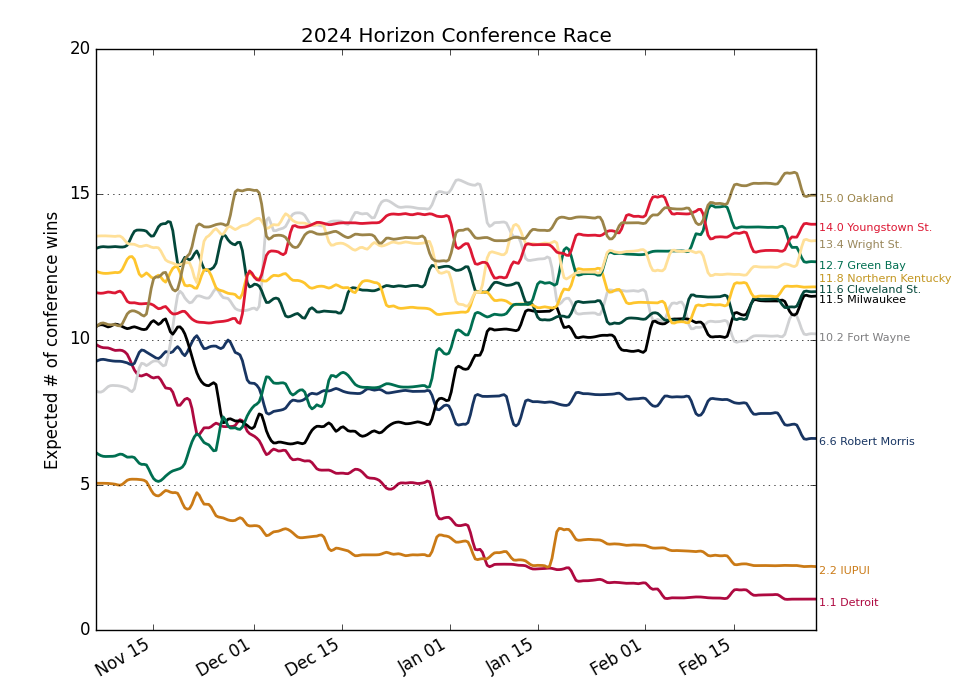 2024 Horizon Conference Race
Expected # of conference wins
20
15
10
5
0
15.0 Oakland
14.0 Youngstown St.
13.4 Wright St.
12.7 Green Bay
11.8 Northern Kentucky
11.6 Cleveland St.
11.5 Milwaukee
10.2 Fort Wayne
6.6 Robert Morris
2.2 IUPUI
1.1 Detroit
Nov 15
Dec 01
Dec 15
Jan 01
Jan 15
Feb 01
Feb 15